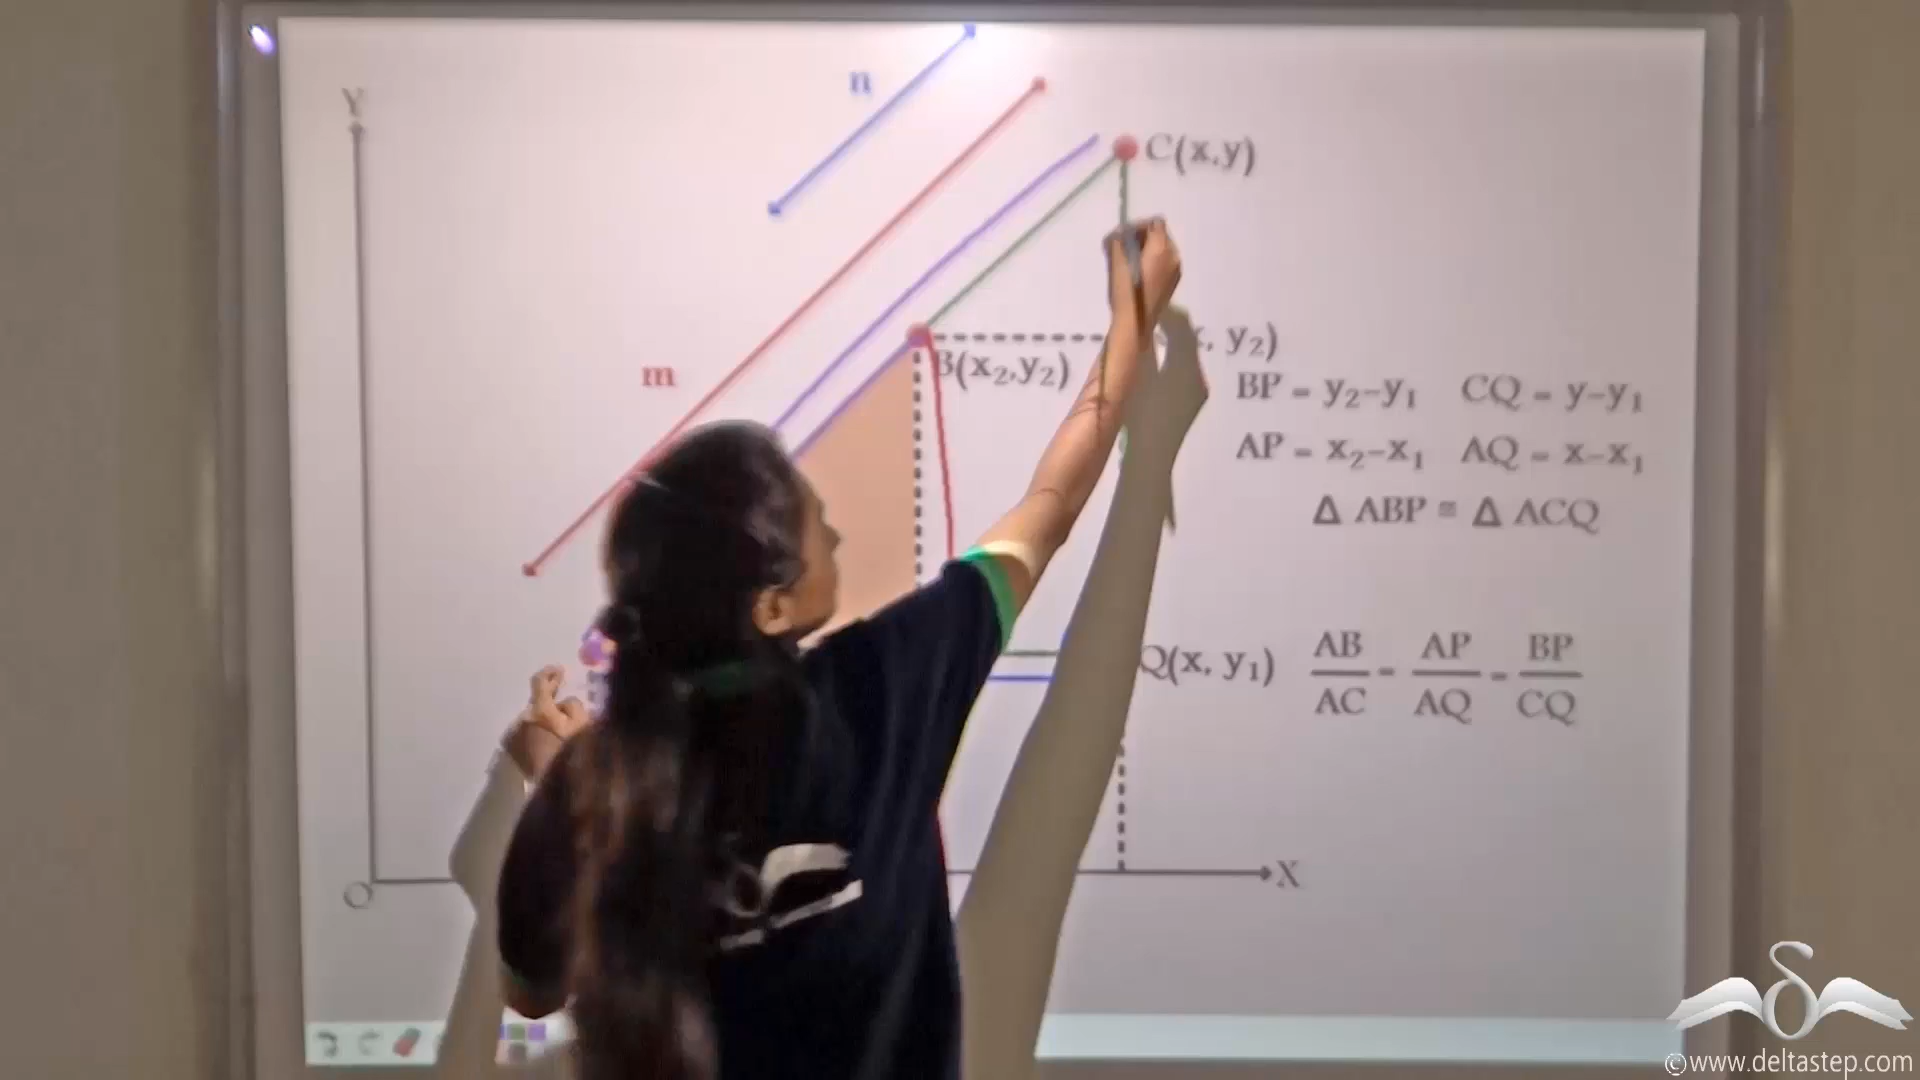 Y
n
C(x,y)
m
B(x₂,y₂)
, y₂)
BP = y₂-y₁ CQ = y-y₁
AP = x₂-x₁ AQ = x-x₁
Δ ABP ≅ Δ ACQ
Q(x, y₁)
AB/AC = AP/AQ = BP/CQ
X
O
©www.deltastep.com